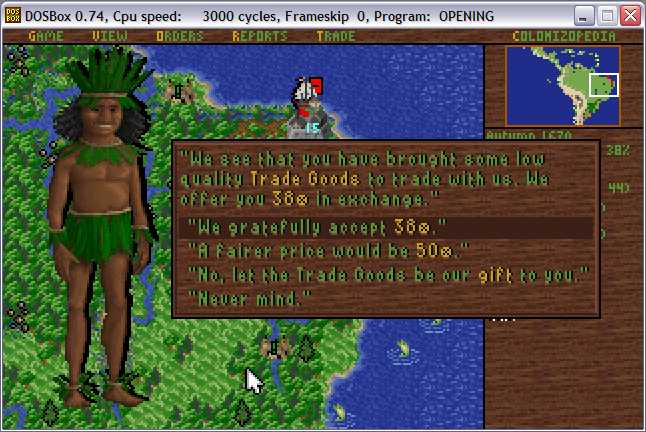 DOSBox 0.74, Cpu speed: 3000 cycles, Frameskip 0, Program: OPENING
GAME VIEW ORDERS REPORTS TRADE COLONIZOPEDIA
Autumn 1670
38%
15
"We see that you have brought some low
quality Trade Goods to trade with us. We
offer you 38 in exchange."
44)
"We gratefully accept 38."
"A fairer price would be 50."
"No, let the Trade Goods be our gift to you."
"Never mind."